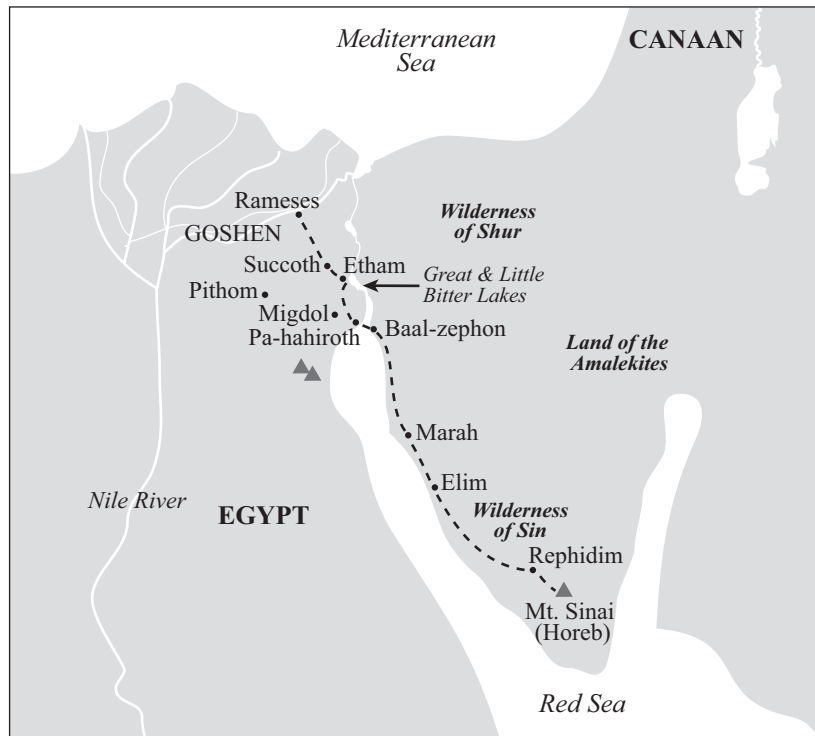 Mediterranean
Sea
CANAAN
Rameses
Wilderness
of Shur
GOSHEN
Succoth
Etham
Great & Little
Bitter Lakes
Pithom
Migdol
Pa-hahiroth
Baal-zephon
Land of the
Amalekites
Marah
Elim
Nile River
EGYPT
Wilderness
of Sin
Rephidim
Mt. Sinai
(Horeb)
Red Sea